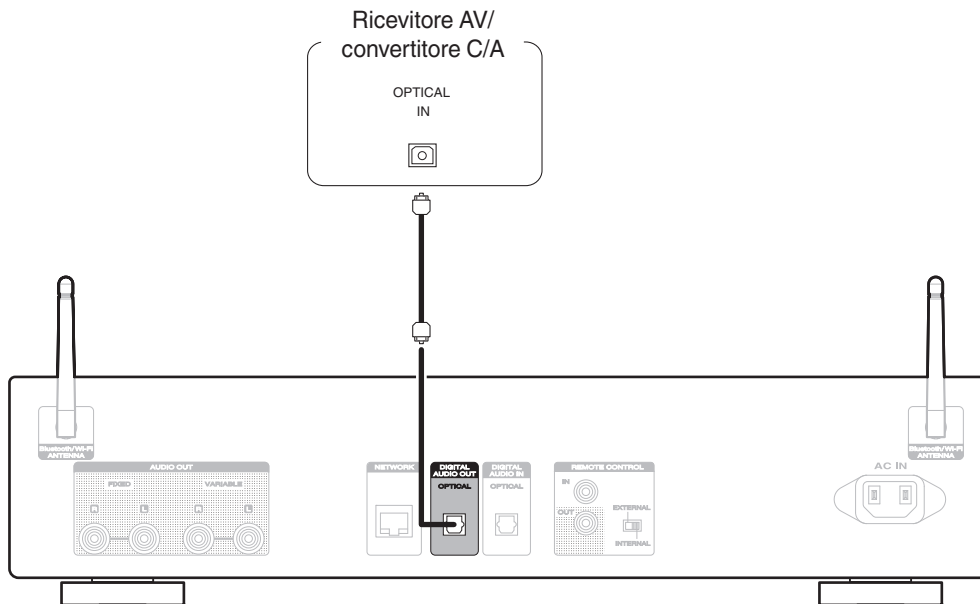 Ricevitore AV/
convertitore C/A
OPTICAL
IN
Bluetooth/Wi-Fi
ANTENNA
AUDIO OUT
FIXED
VARIABLE
R
L
R
L
NETWORK
DIGITAL
AUDIO OUT
OPTICAL
DIGITAL
AUDIO IN
OPTICAL
REMOTE CONTROL
IN
OUT
EXTERNAL
INTERNAL
AC IN
Bluetooth/Wi-Fi
ANTENNA